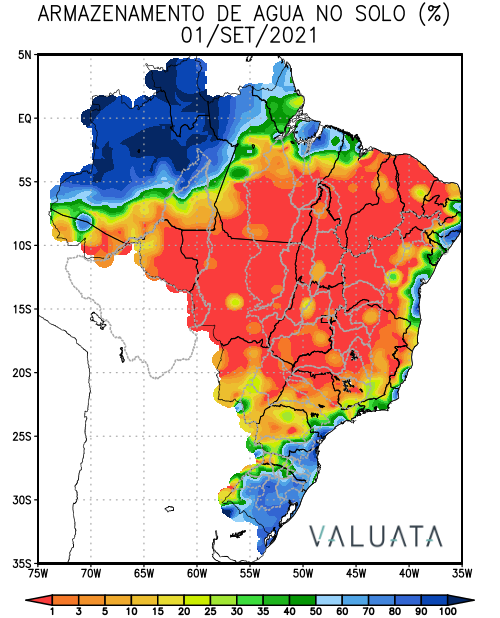 ARMAZENAMENTO DE AGUA NO SOLO (%)
01/SET/2021
5N
EQ
5S
10S
15S
20S
25S
30S
35S
75W 70W 65W 60W 55W 50W 45W 40W 35W
VALUATA
1 3 5 10 15 20 25 35 40 50 60 70 80 90 100